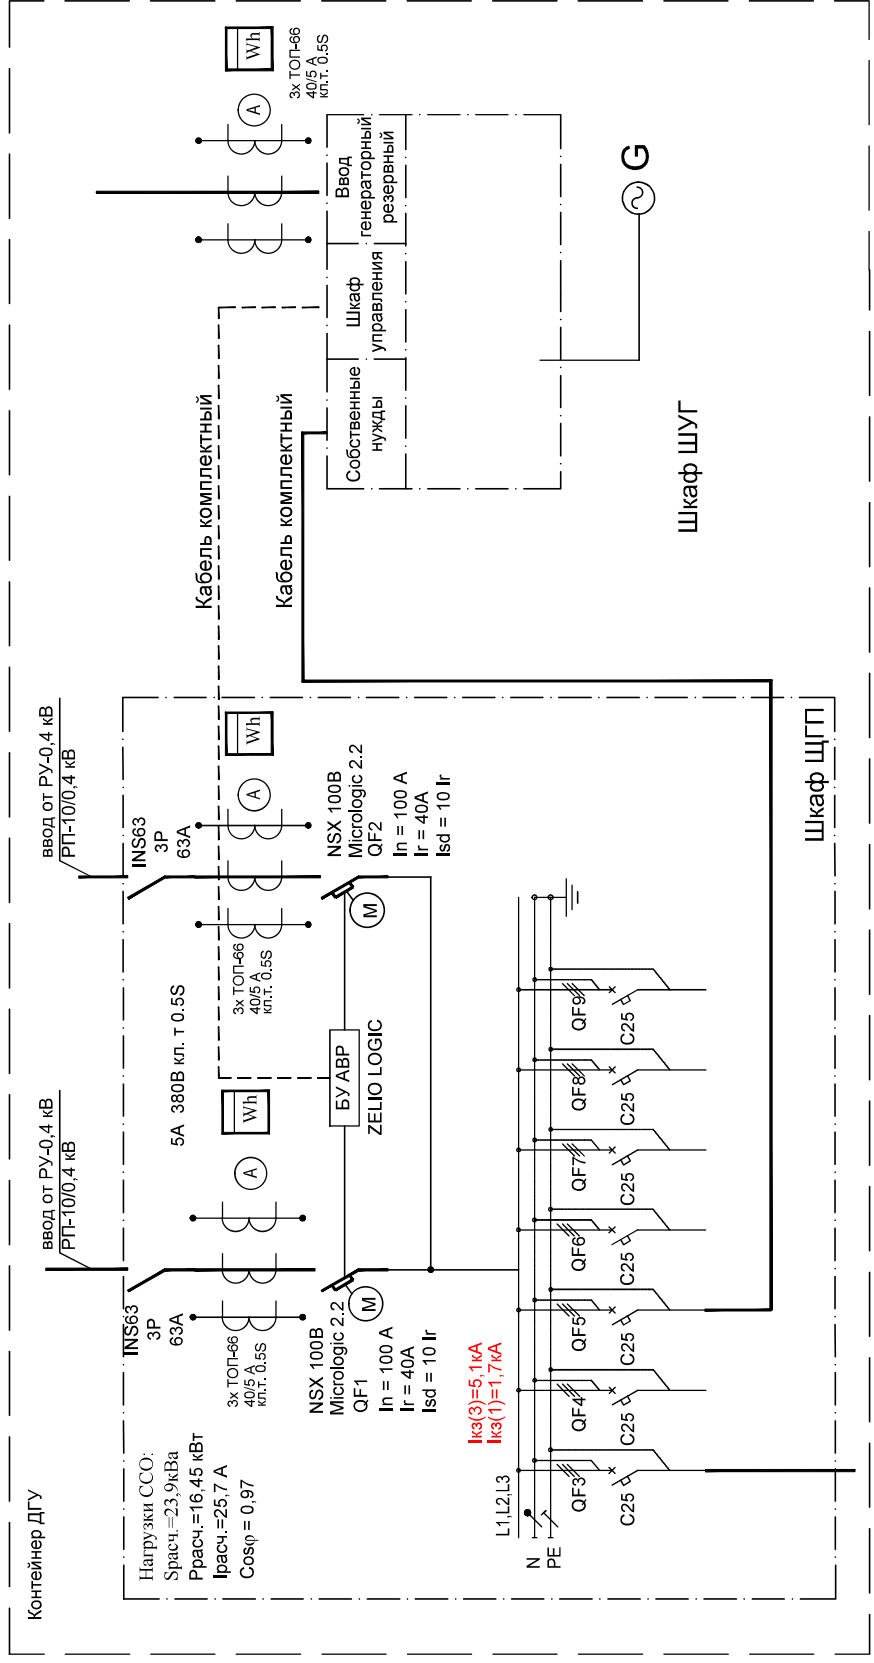 Контейнер ДГУ
Нагрузки ССО:
Sрасч.=23,9кВа
Pрасч.=16,45 кВт
Iрасч.=25,7 А
Cosφ = 0,97
ввод от РУ-0,4 кВ
РП-10/0,4 кВ
INS63
3P
63A
3х ТОП-66
40/5 А
кл.т. 0.5S
A
Wh
5А 380В кл. т 0.5S
NSX 100B
Micrologic 2.2
QF1
In = 100 A
Ir = 40A
Isd = 10 Ir
M
БУ АВР
ZELIO LOGIC
ввод от РУ-0,4 кВ
РП-10/0,4 кВ
INS63
3P
63A
3х ТОП-66
40/5 А
кл.т. 0.5S
A
Wh
NSX 100B
Micrologic 2.2
QF2
In = 100 A
Ir = 40A
Isd = 10 Ir
M
Iкз(3)=5,1кА
Iкз(1)=1,7кА
L1,L2,L3
N
PE
QF3
C25
QF4
C25
QF5
C25
QF6
C25
QF7
C25
QF8
C25
QF9
C25
Шкаф ЩГП
Кабель комплектный
Кабель комплектный
Собственные
нужды
Шкаф
управления
Ввод
генераторный
резервный
A
Wh
3х ТОП-66
40/5 А
кл.т. 0.5S
G
Шкаф ШУГ